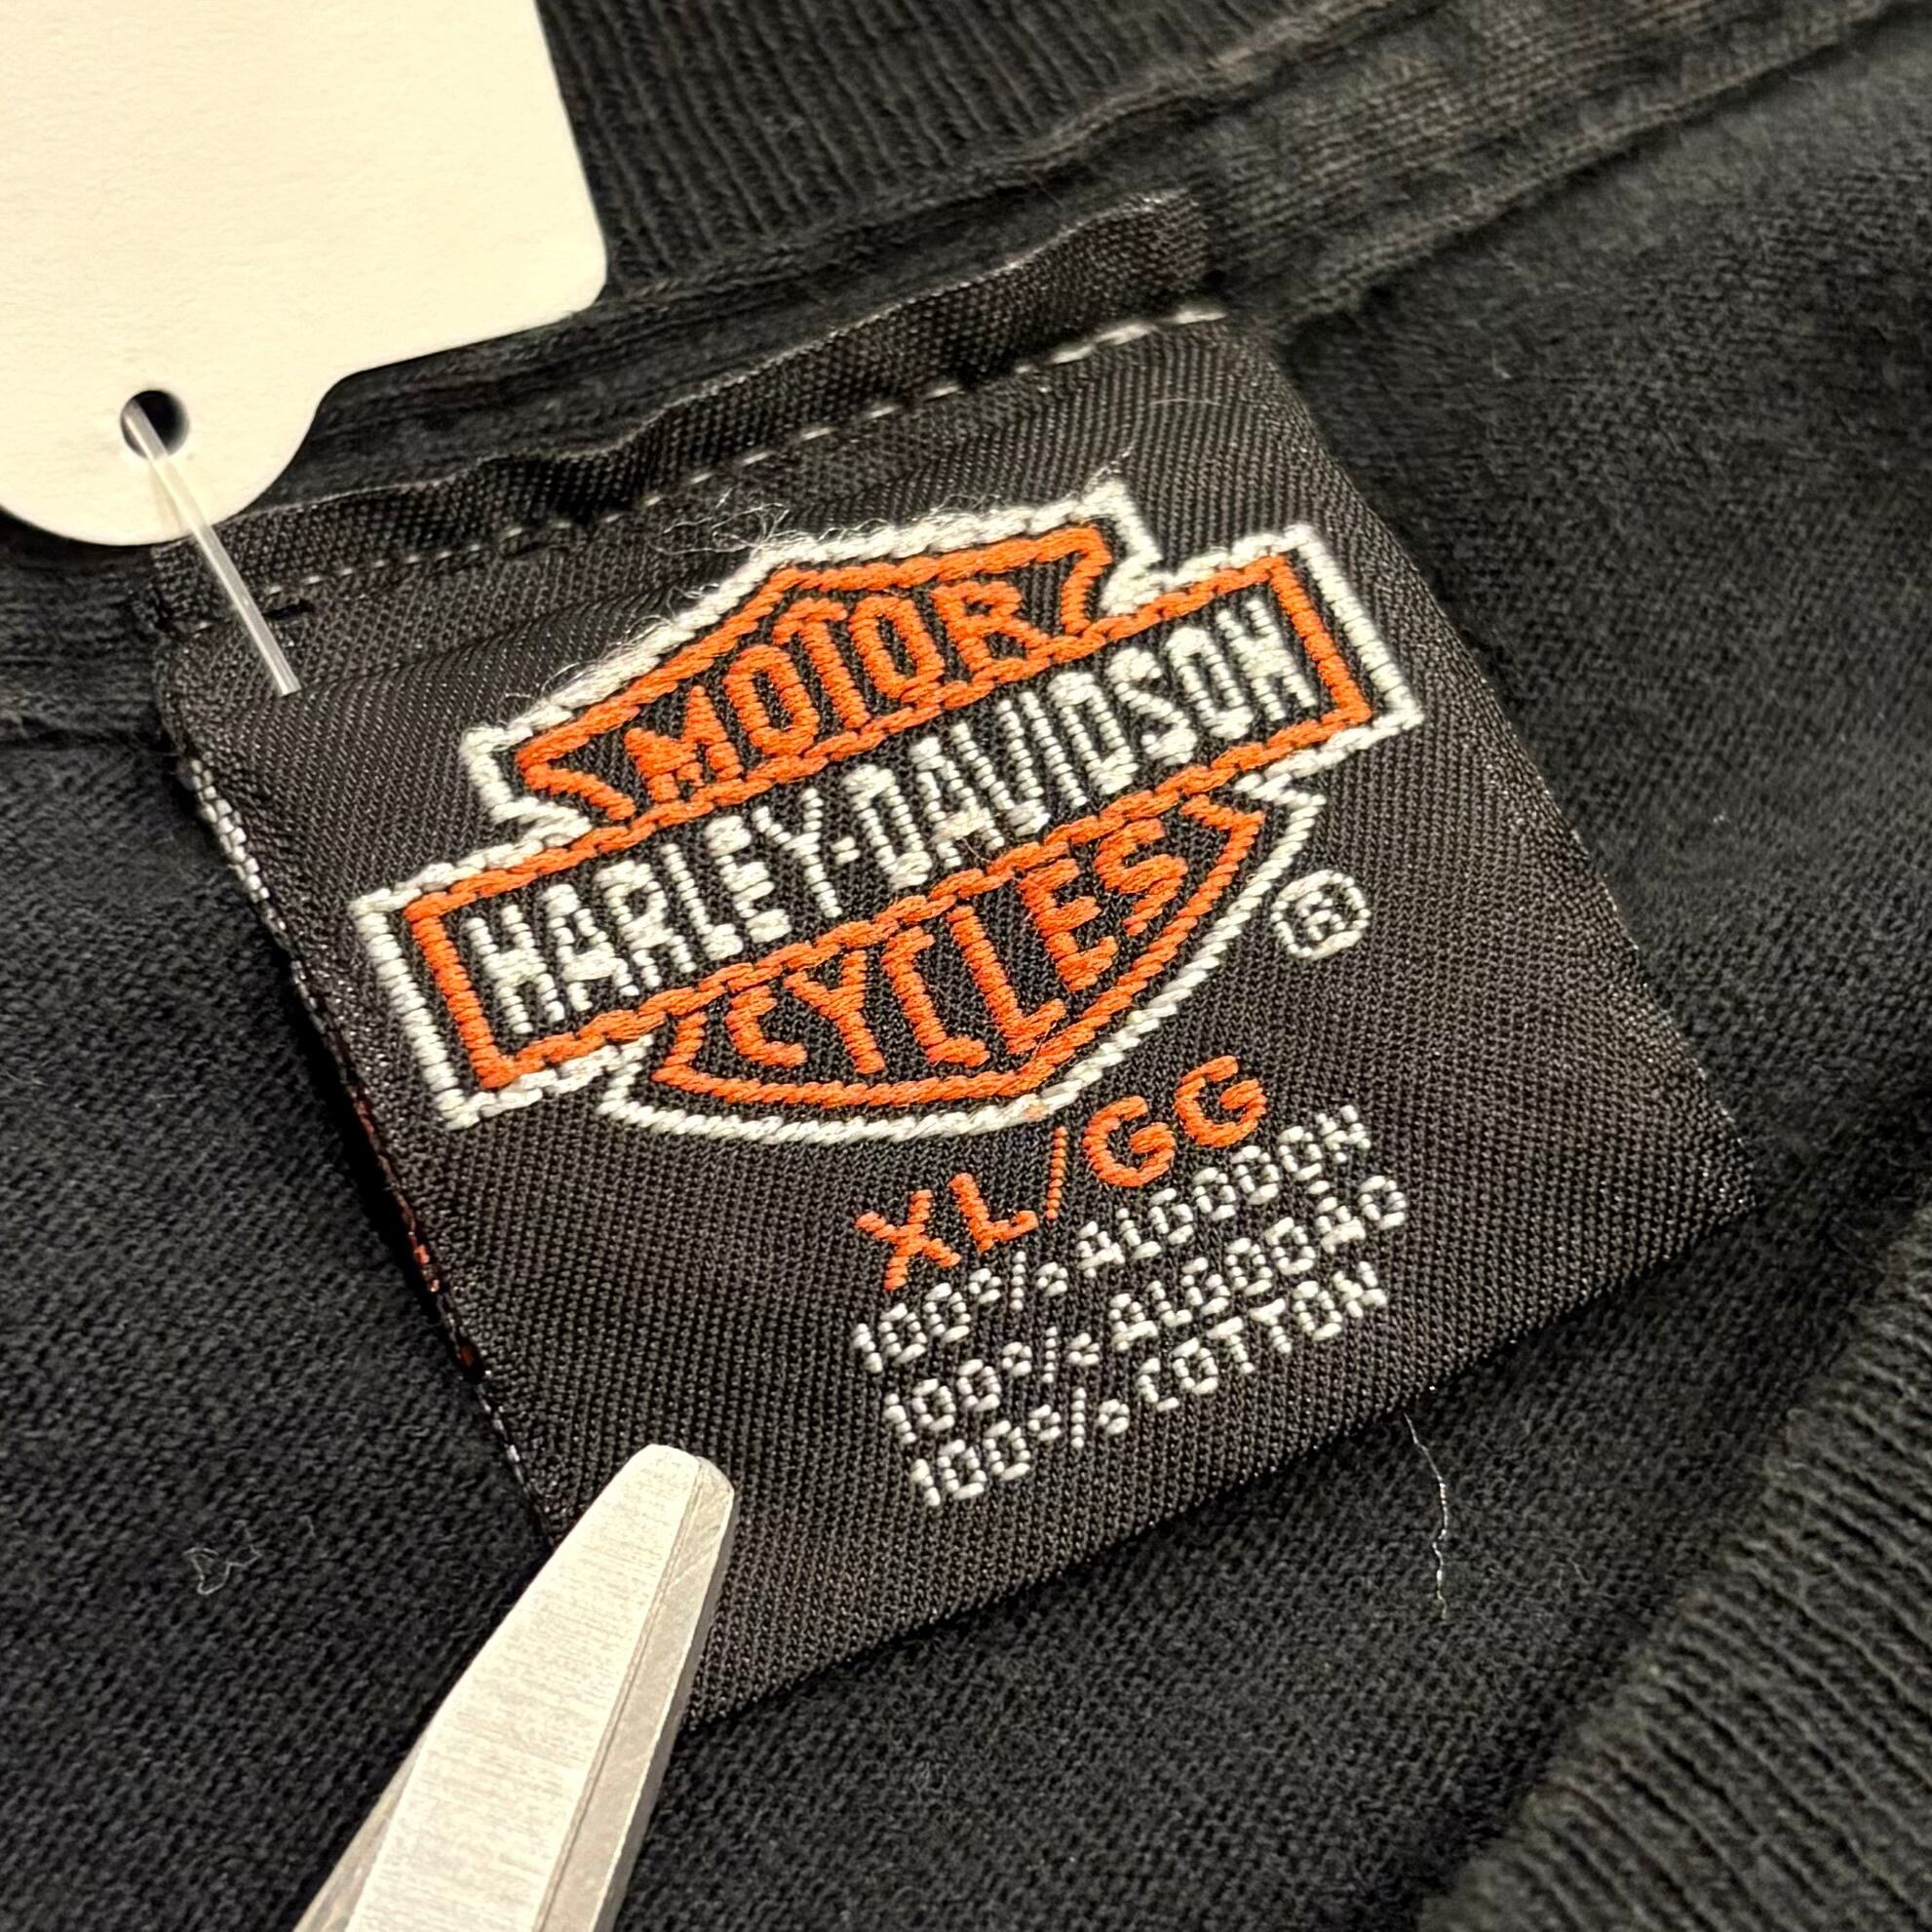 MOTOR
HARLEY-DAVIDSON
CYCLES
®
XL/GG
100% ALGODON
100% ALGODAO
100% COTTON